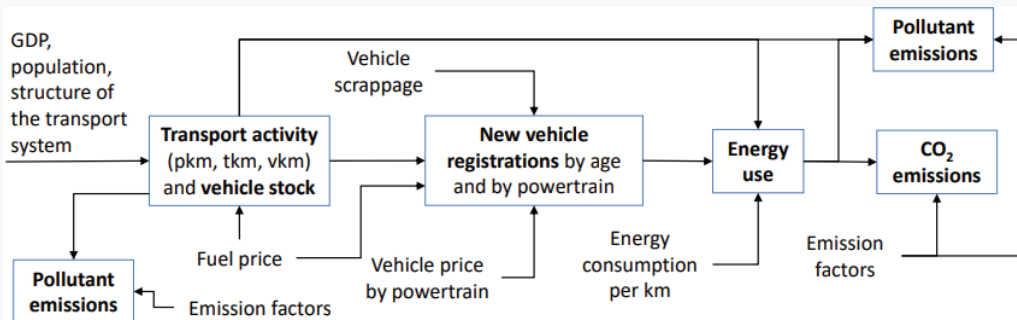 GDP,
population,
structure of
the transport
system
Transport activity
(pkm, tkm, vkm)
and vehicle stock
Vehicle
scrappage
New vehicle
registrations by age
and by powertrain
Energy
use
Pollutant
emissions
CO₂
emissions
Fuel price
Vehicle price
by powertrain
Energy
consumption
per km
Emission
factors
Pollutant
emissions
Emission factors